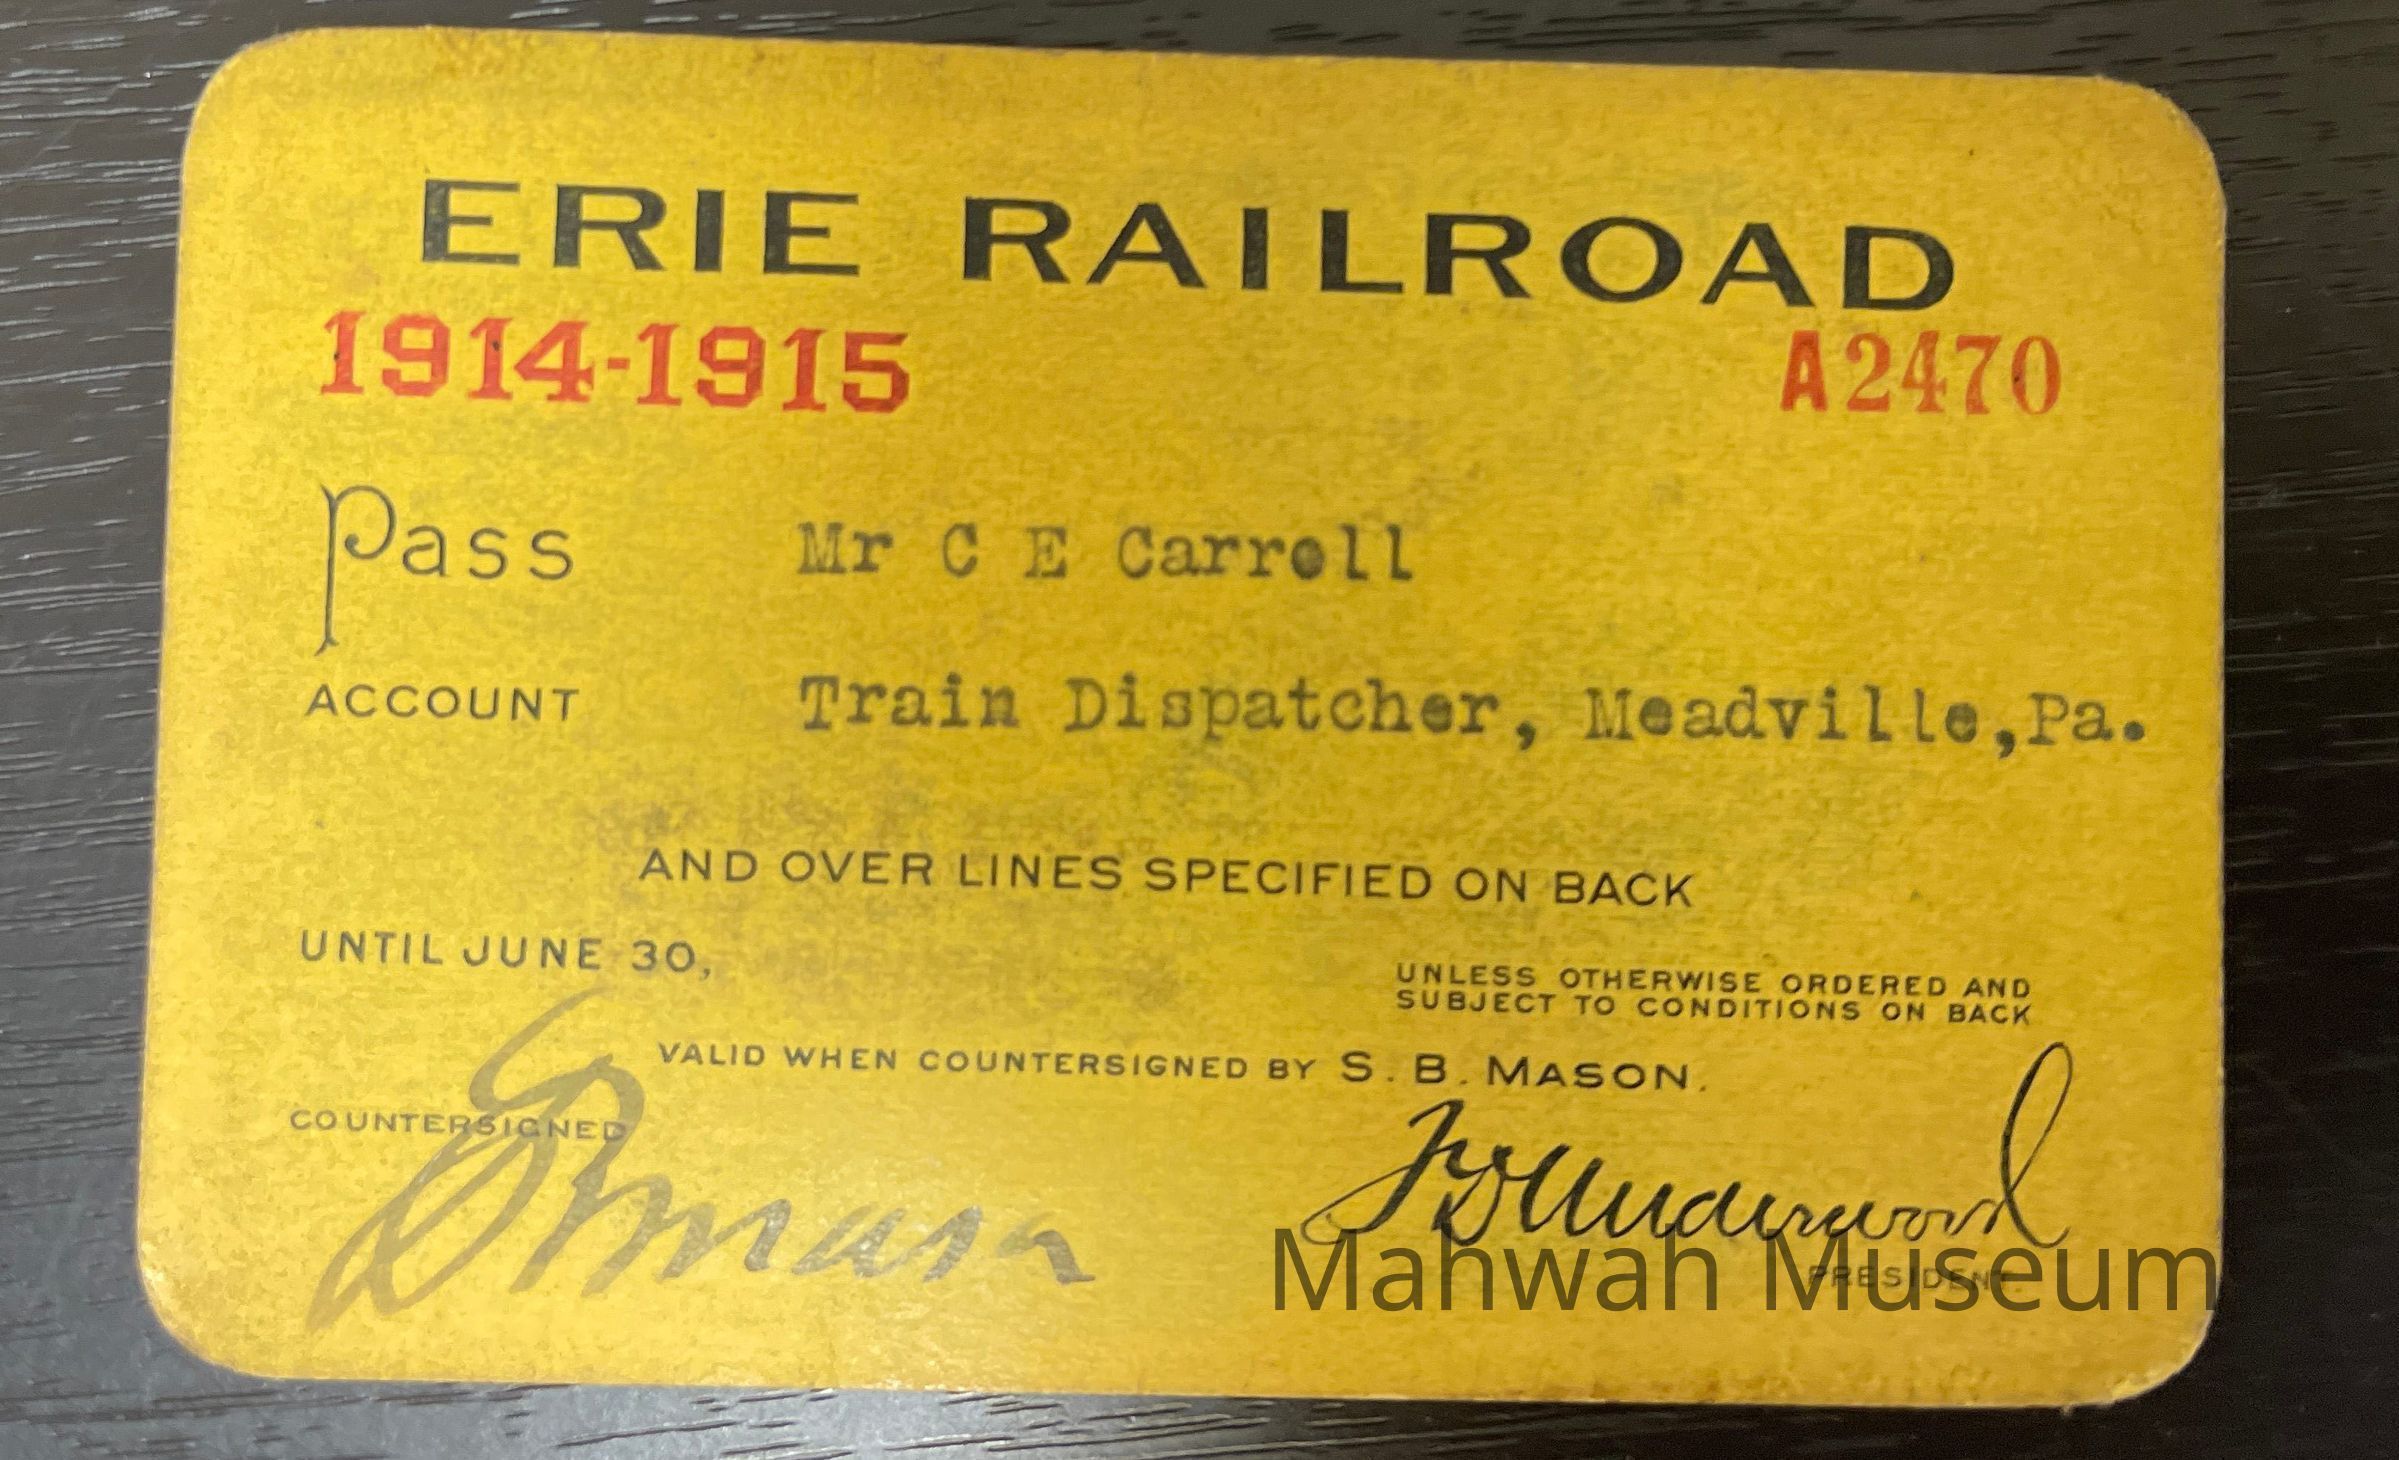 ERIE RAILROAD
1914-1915 A2470
Pass Mr C E Carroll
ACCOUNT Train Dispatcher, Meadville,Pa.
AND OVER LINES SPECIFIED ON BACK
UNTIL JUNE 30,
UNLESS OTHERWISE ORDERED AND
SUBJECT TO CONDITIONS ON BACK
VALID WHEN COUNTERSIGNED BY S. B. MASON.
COUNTERSIGNED
SBMason
FDUnderwood
PRESIDENT
Mahwah Museum